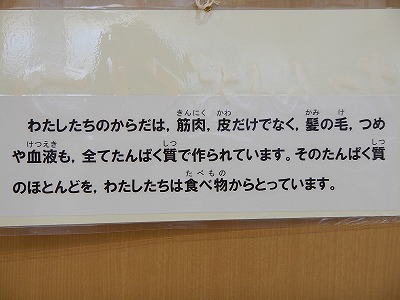 わたしたちのからだは，筋肉，皮だけでなく，髪の毛，つめ
や血液も，全てたんぱく質で作られています。そのたんぱく質
のほとんどを，わたしたちは食べ物からとっています。